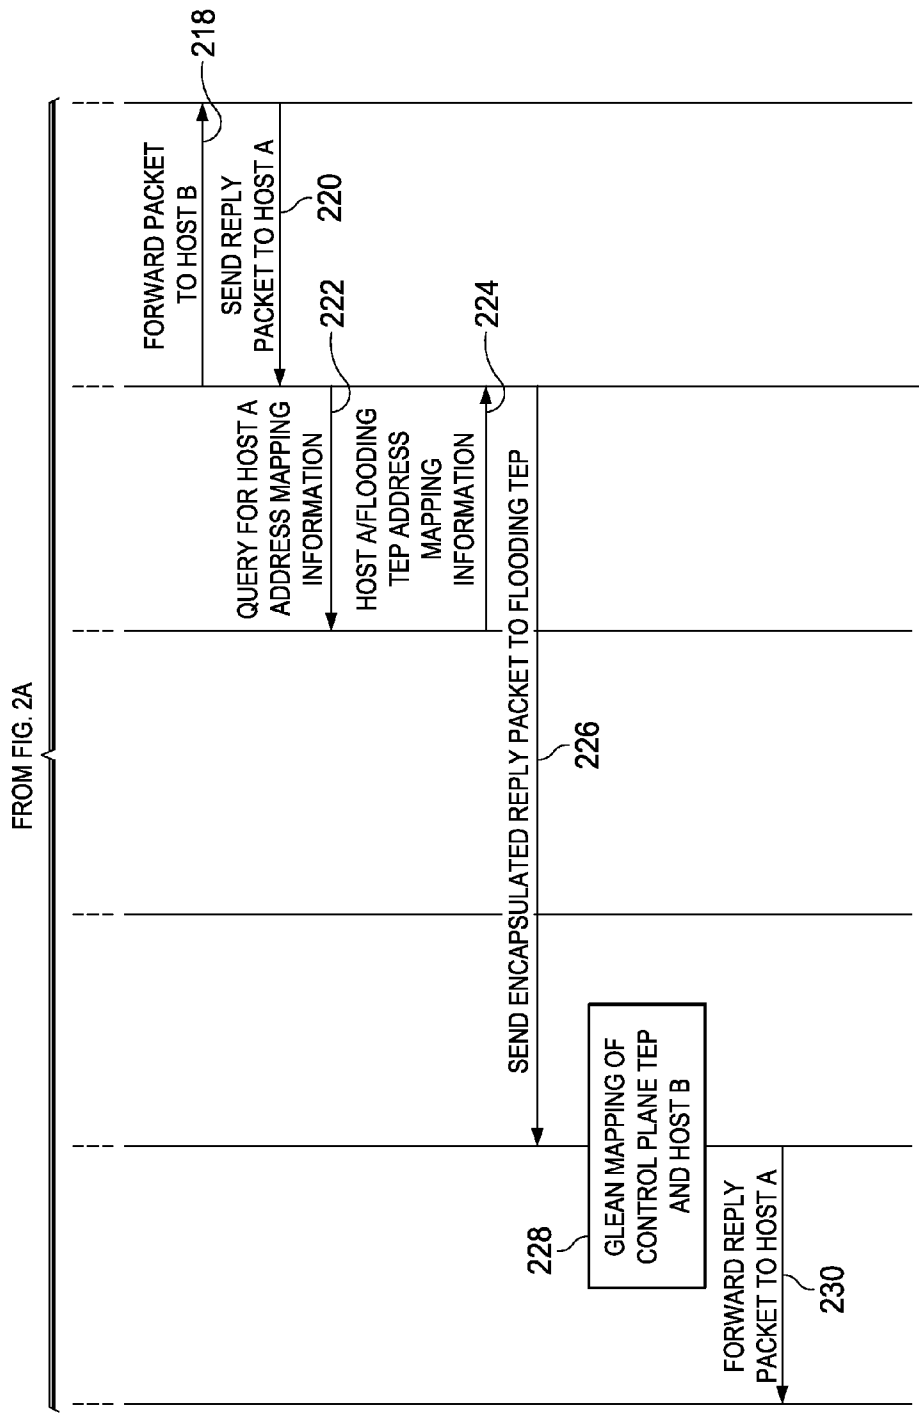 FROM FIG. 2A
FORWARD PACKET
TO HOST B
218
SEND REPLY
PACKET TO HOST A
220
QUERY FOR HOST A
ADDRESS MAPPING
INFORMATION
222
HOST A/FLOODING
TEP ADDRESS
MAPPING
INFORMATION
224
SEND ENCAPSULATED REPLY PACKET TO FLOODING TEP
226
GLEAN MAPPING OF
CONTROL PLANE TEP
AND HOST B
228
FORWARD REPLY
PACKET TO HOST A
230